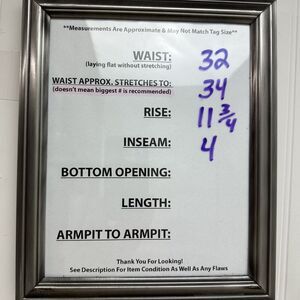 **Measurements Are Approximate & May Not Match Tag Size**
WAIST: 32
(laying flat without stretching)
WAIST APPROX. STRETCHES TO: 34
(doesn't mean biggest # is recommended)
RISE: 11 3/4
INSEAM: 4
BOTTOM OPENING:
LENGTH:
ARMPIT TO ARMPIT:
Thank You For Looking!
See Description For Item Condition As Well As Any Flaws